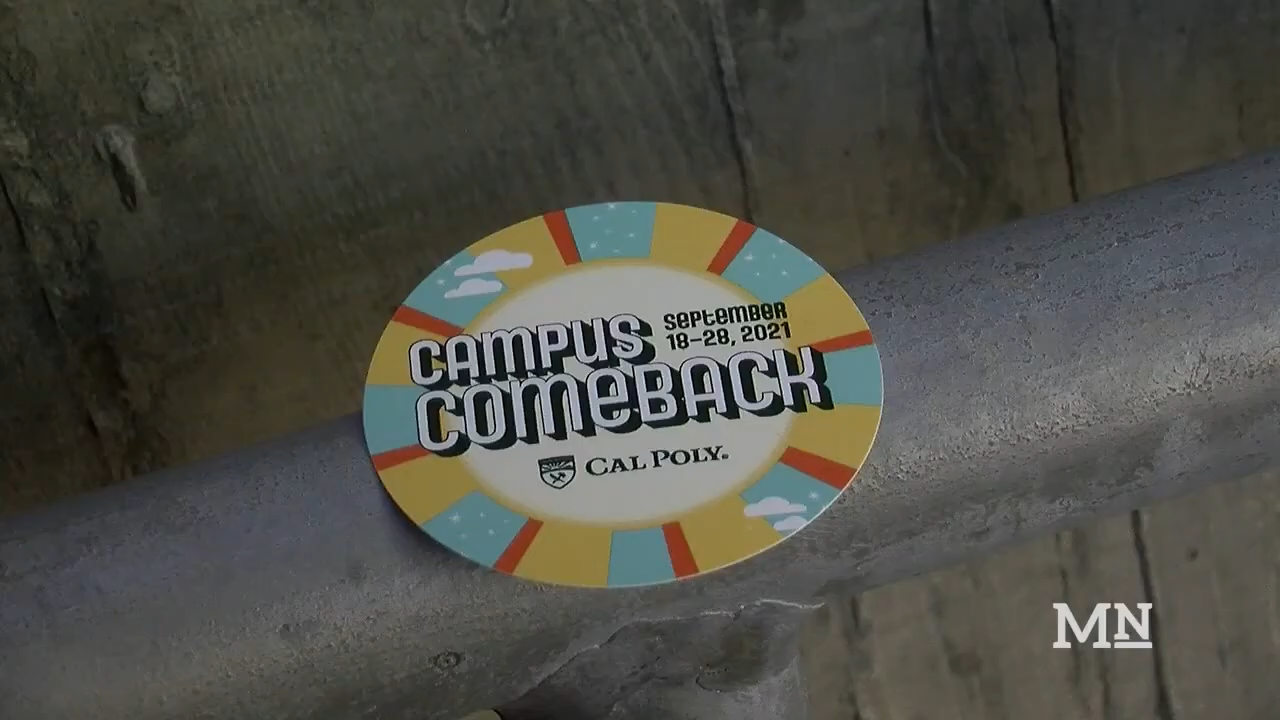 CAMPUS
SEPTEMBER
18-28, 2021
COMEBACK
CAL POLY.
MN